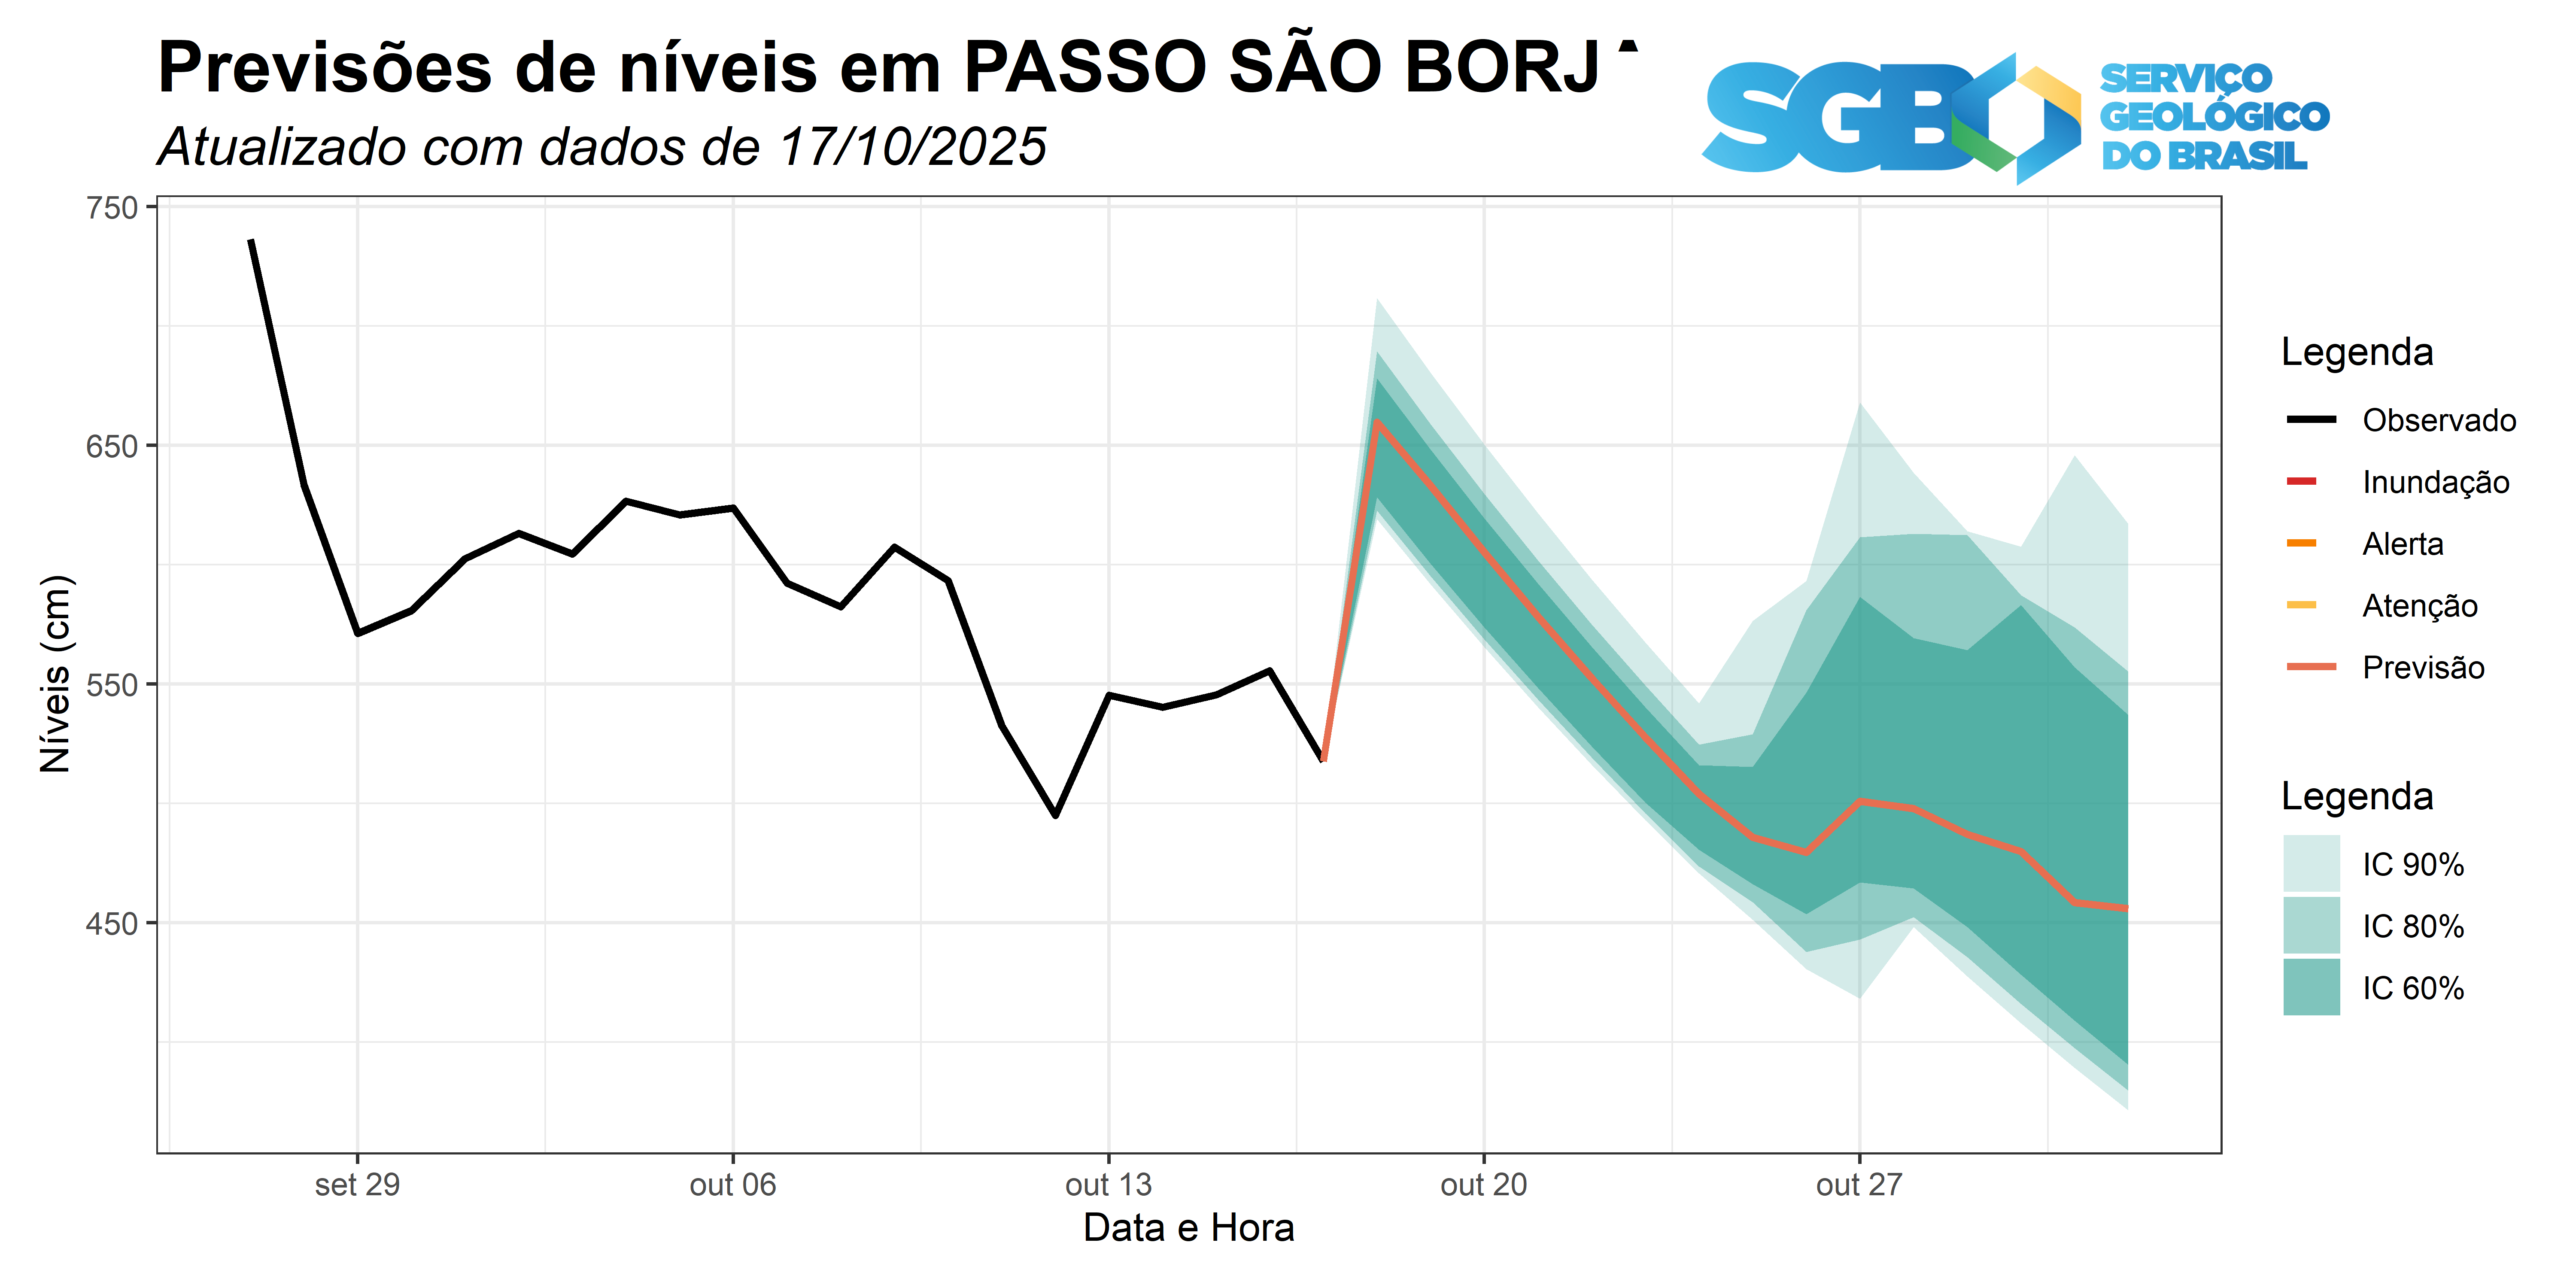 Previsões de níveis em PASSO SÃO BORJ
Atualizado com dados de 17/10/2025
SGB
SERVIÇO
GEOLÓGICO
DO BRASIL
750
650
550
450
Níveis (cm)
set 29
out 06
out 13
out 20
out 27
Data e Hora
Legenda
Observado
Inundação
Alerta
Atenção
Previsão
Legenda
IC 90%
IC 80%
IC 60%